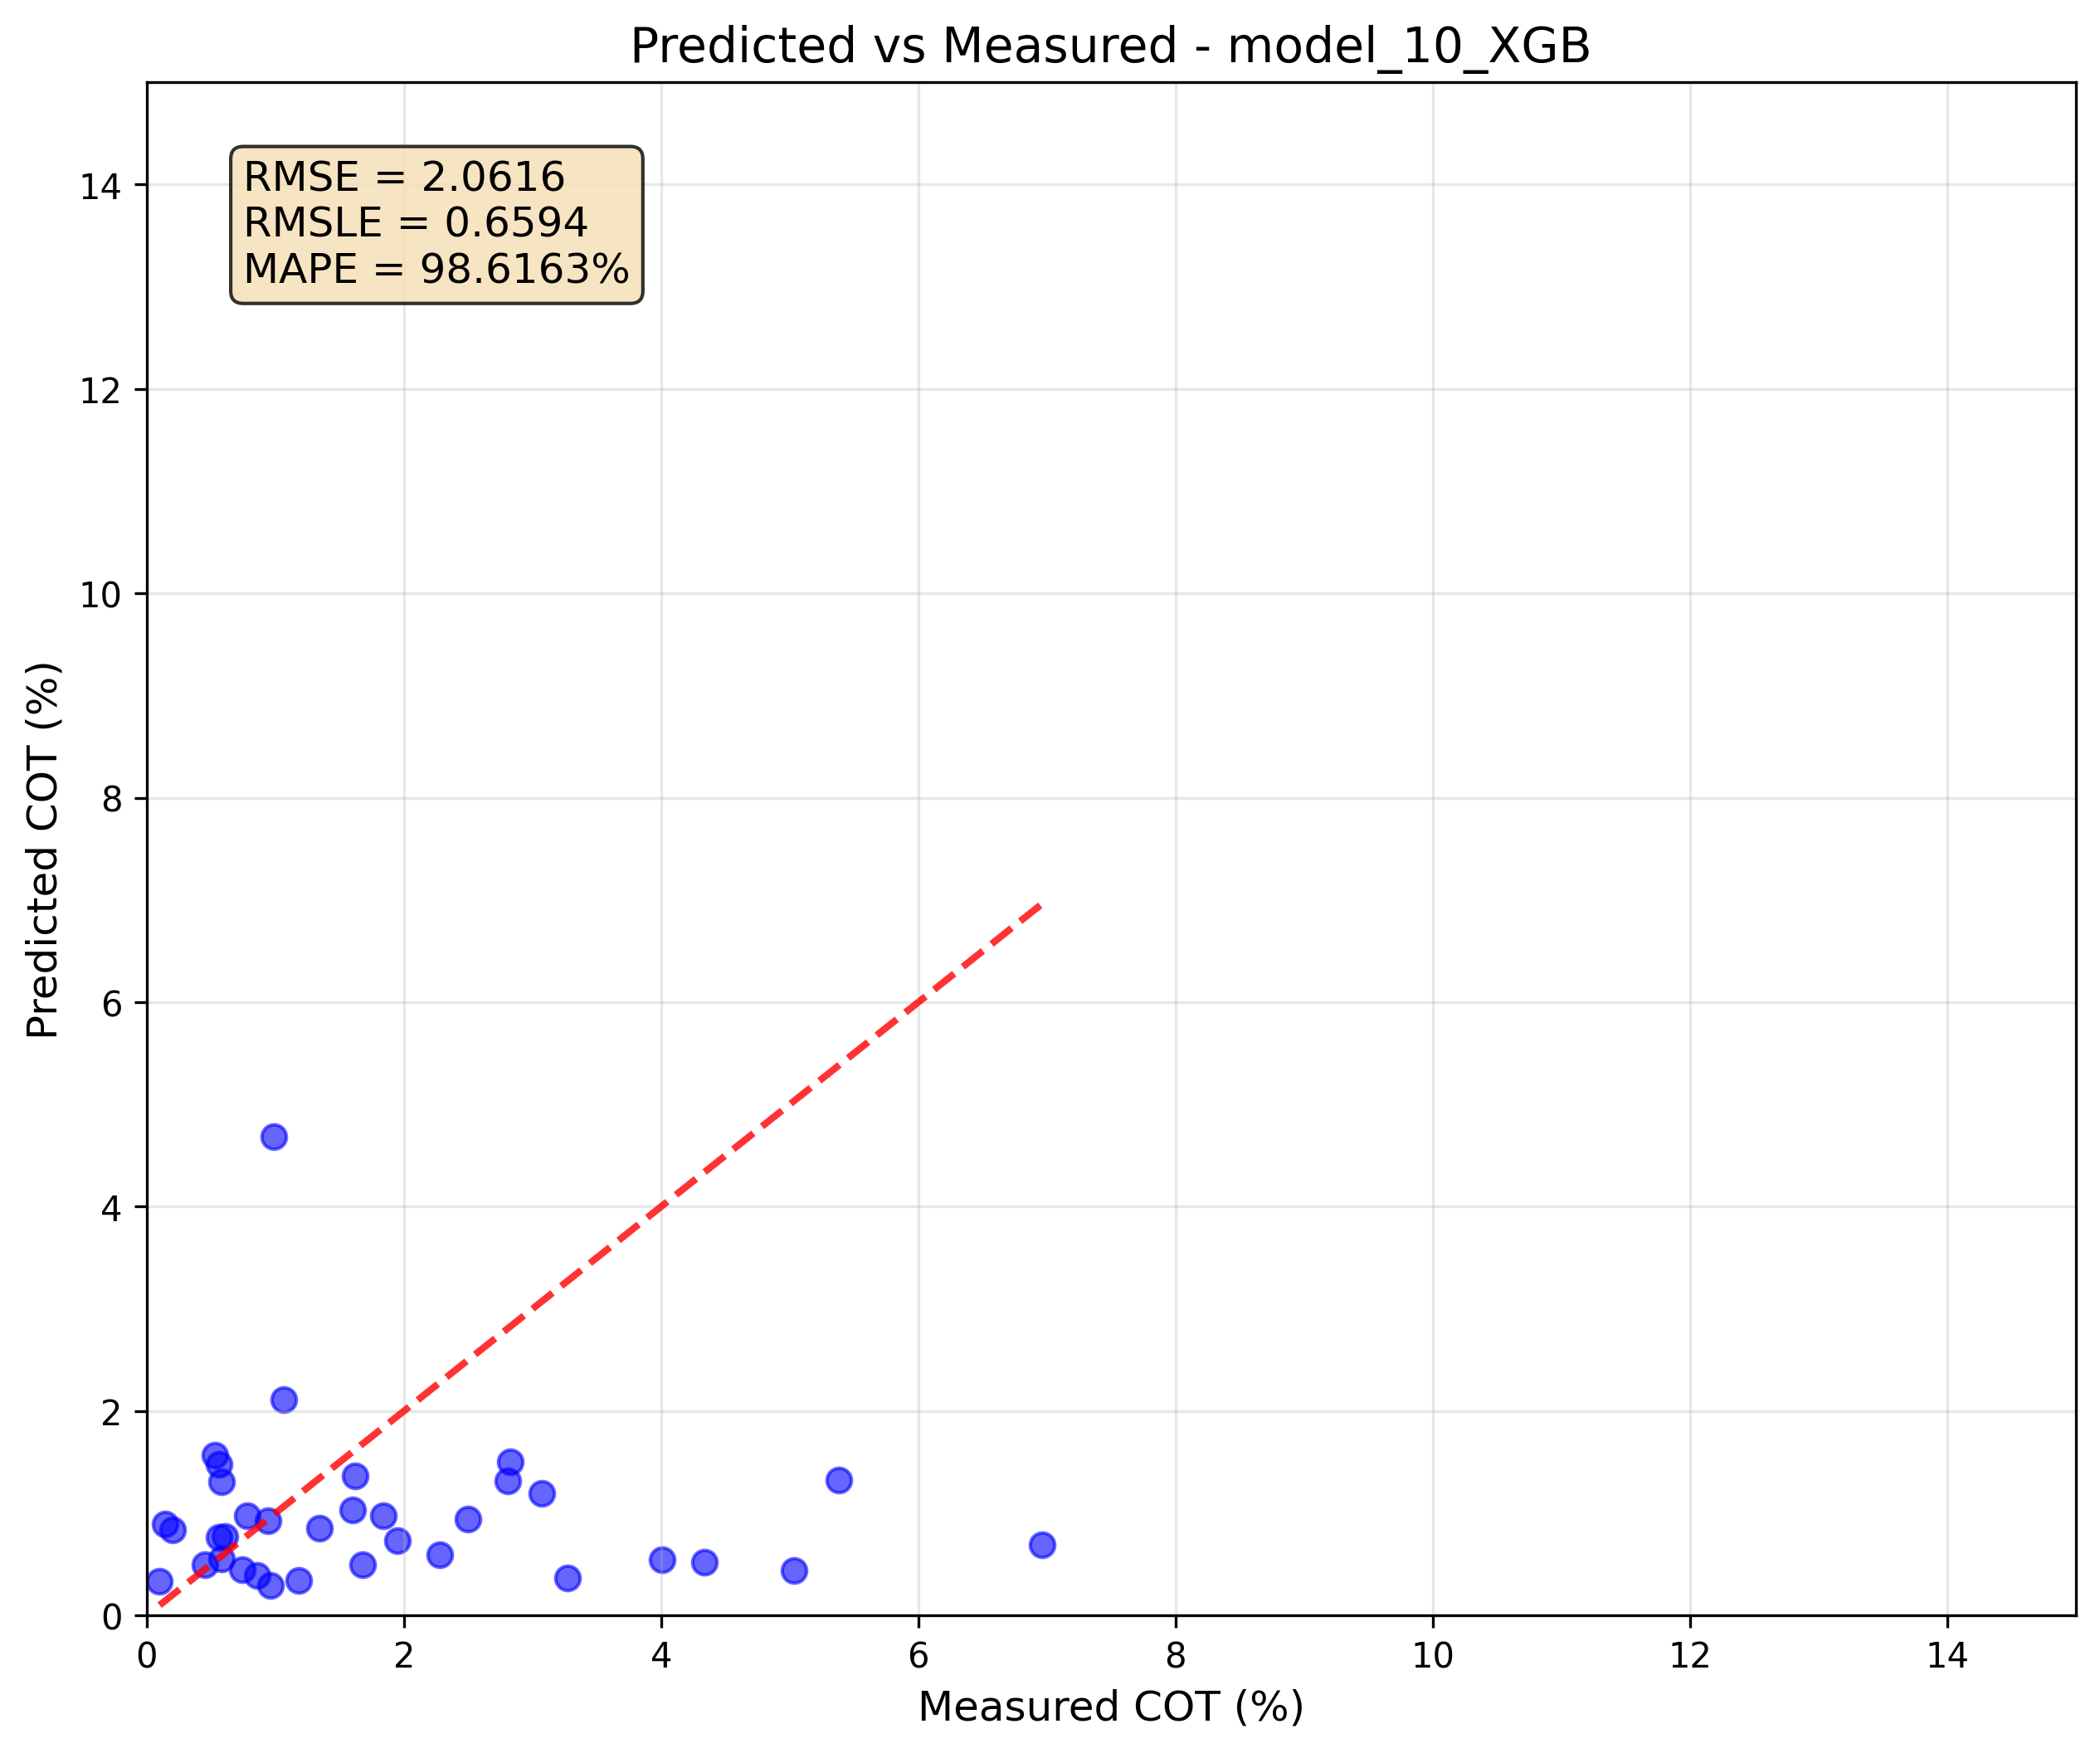 Predicted vs Measured - model_10_XGB
RMSE = 2.0616
RMSLE = 0.6594
MAPE = 98.6163%
Predicted COT (%)
14
12
10
8
6
4
2
0
0 2 4 6 8 10 12 14
Measured COT (%)